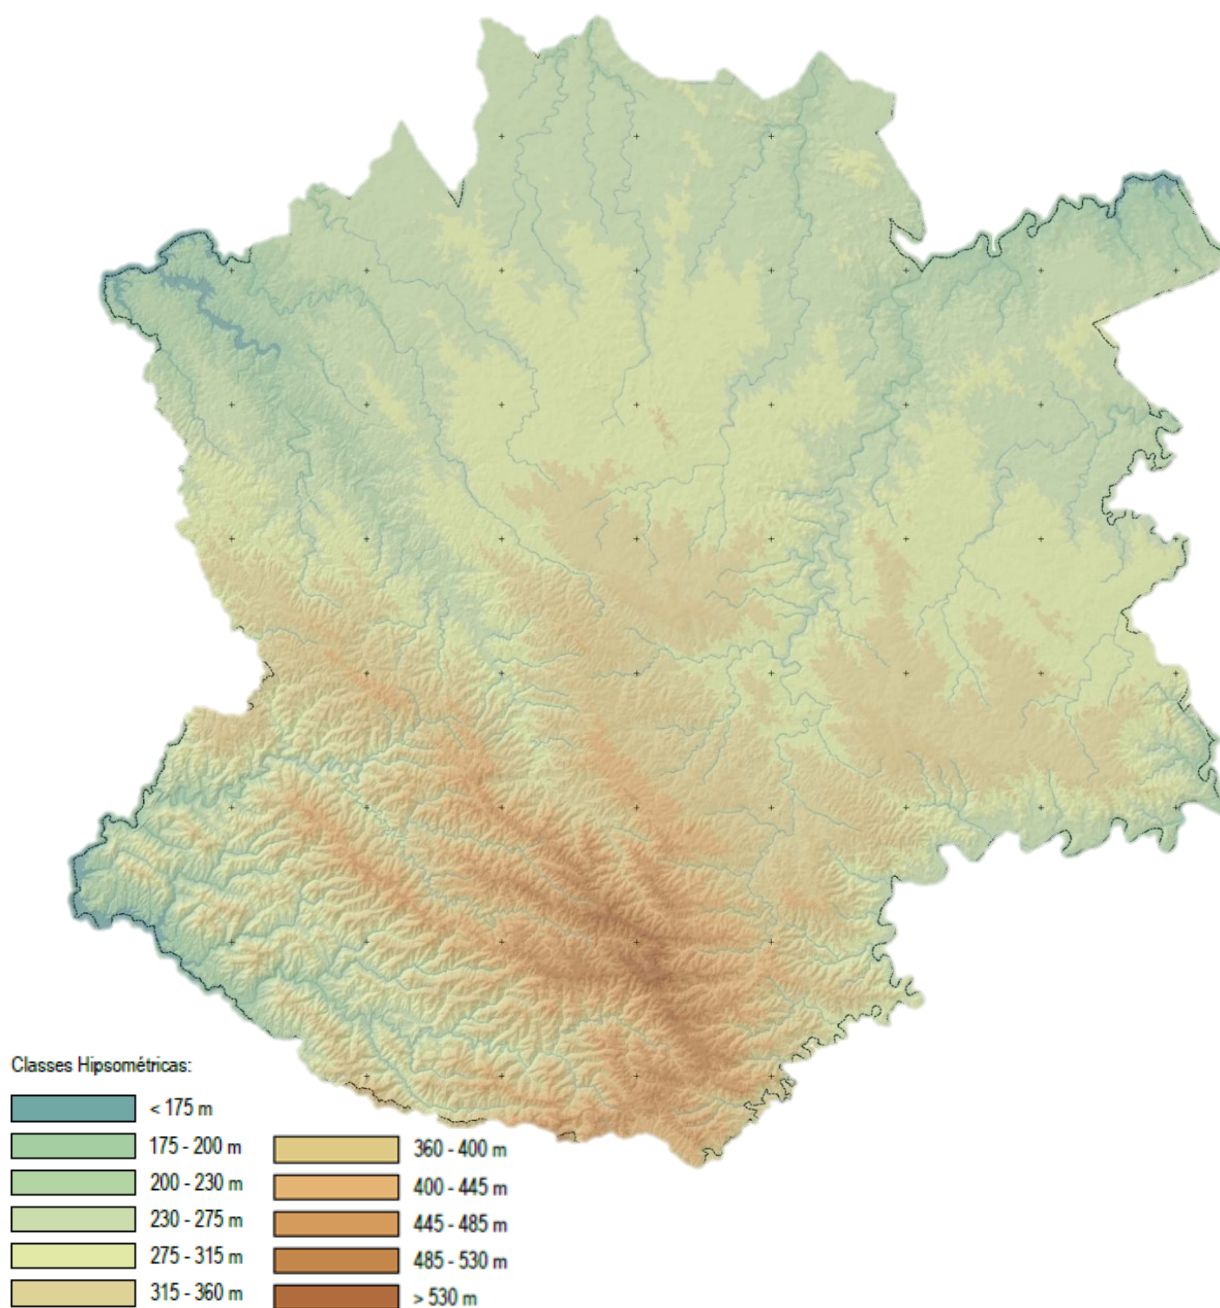 Classes Hipsométricas:
< 175 m
175 - 200 m
200 - 230 m
230 - 275 m
275 - 315 m
315 - 360 m
360 - 400 m
400 - 445 m
445 - 485 m
485 - 530 m
> 530 m